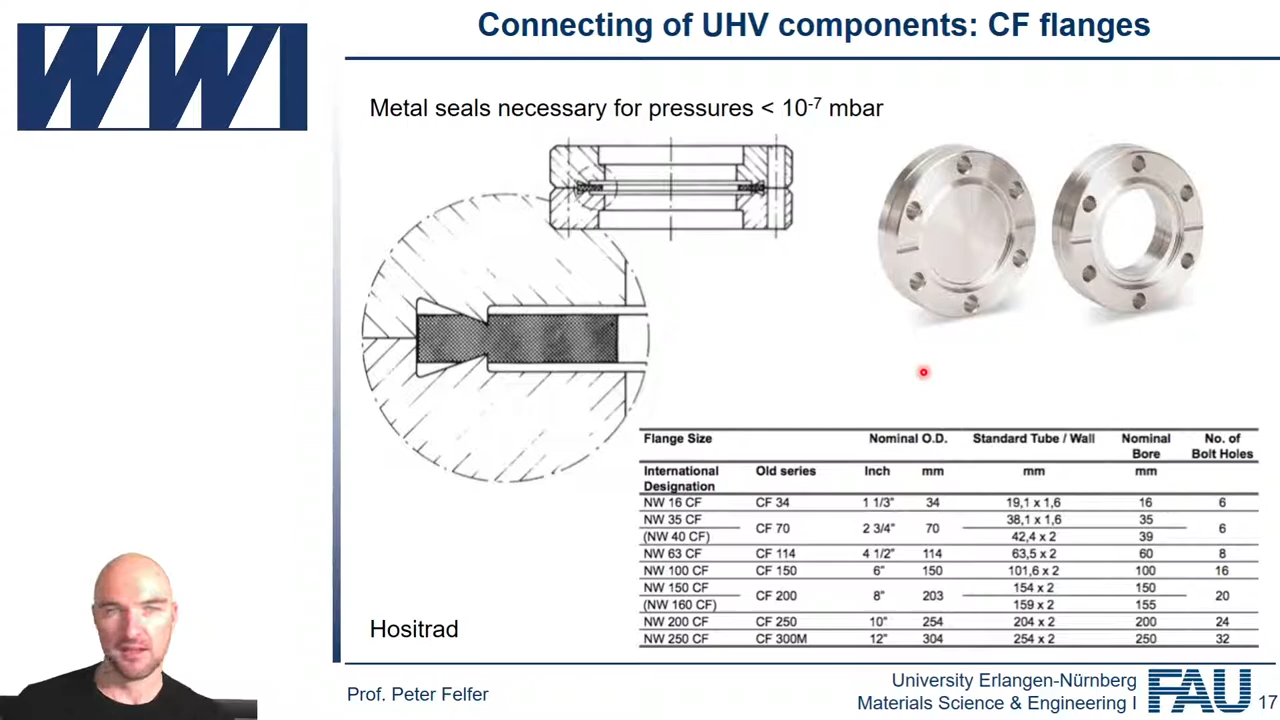 WWI
Connecting of UHV components: CF flanges
Metal seals necessary for pressures < 10⁻⁷ mbar
Flange Size Nominal O.D. Standard Tube / Wall Nominal Bore No. of Bolt Holes
International Designation Old series Inch mm mm mm
NW 16 CF CF 34 1 1/3" 34 19,1 x 1,6 16 6
NW 35 CF 38,1 x 1,6 35
CF 70 2 3/4" 70 6
(NW 40 CF) 42,4 x 2 39
NW 63 CF CF 114 4 1/2" 114 63,5 x 2 60 8
NW 100 CF CF 150 6" 150 101,6 x 2 100 16
NW 150 CF 154 x 2 150
CF 200 8" 203 20
(NW 160 CF) 159 x 2 155
NW 200 CF CF 250 10" 254 204 x 2 200 24
NW 250 CF CF 300M 12" 304 254 x 2 250 32
Hositrad
Prof. Peter Felfer
University Erlangen-Nürnberg
Materials Science & Engineering I
FAU
17